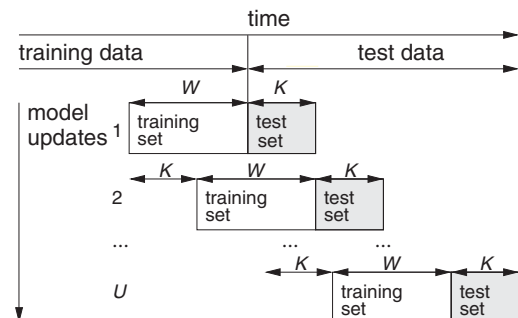 time
training data
test data
W
K
model
updates
1
training
set
test
set
K
W
K
2
training
set
test
set
...
...
...
K
W
K
U
training
set
test
set